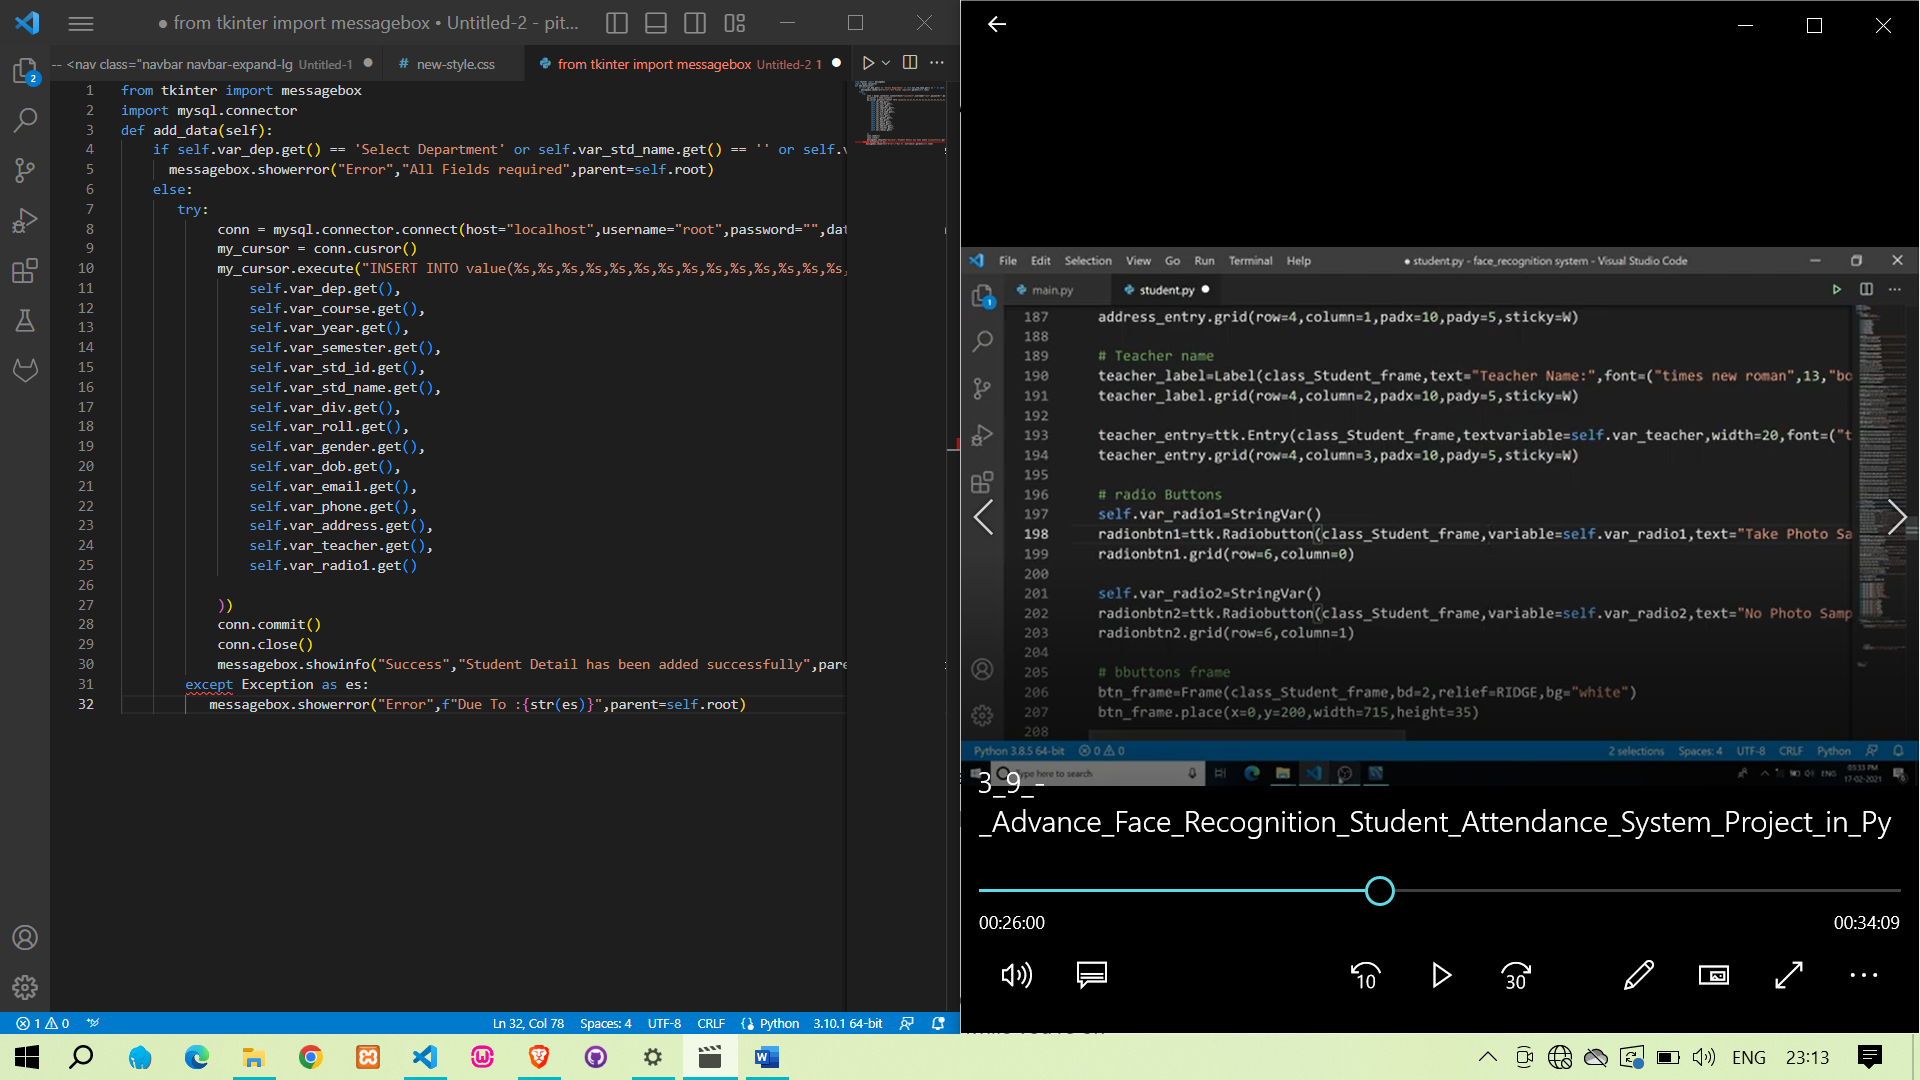 from tkinter import messagebox • Untitled-2 - pit...
-- <nav class="navbar navbar-expand-lg Untitled-1
# new-style.css
from tkinter import messagebox Untitled-2 1
2
1 from tkinter import messagebox
2 import mysql.connector
3 def add_data(self):
4 if self.var_dep.get() == 'Select Department' or self.var_std_name.get() == '' or self.v
5 messagebox.showerror("Error","All Fields required",parent=self.root)
6 else:
7 try:
8 conn = mysql.connector.connect(host="localhost",username="root",password="",dat
9 my_cursor = conn.cusror()
10 my_cursor.execute("INSERT INTO value(%s,%s,%s,%s,%s,%s,%s,%s,%s,%s,%s,%s,%s,%s,
11 self.var_dep.get(),
12 self.var_course.get(),
13 self.var_year.get(),
14 self.var_semester.get(),
15 self.var_std_id.get(),
16 self.var_std_name.get(),
17 self.var_div.get(),
18 self.var_roll.get(),
19 self.var_gender.get(),
20 self.var_dob.get(),
21 self.var_email.get(),
22 self.var_phone.get(),
23 self.var_address.get(),
24 self.var_teacher.get(),
25 self.var_radio1.get()
26
27 ))
28 conn.commit()
29 conn.close()
30 messagebox.showinfo("Success","Student Detail has been added successfully",pare
31 except Exception as es:
32 messagebox.showerror("Error",f"Due To :{str(es)}",parent=self.root)
1 0
Ln 32, Col 78 Spaces: 4 UTF-8 CRLF Python 3.10.1 64-bit
File Edit Selection View Go Run Terminal Help
• student.py - face_recognition system - Visual Studio Code
main.py
student.py
1
187 address_entry.grid(row=4,column=1,padx=10,pady=5,sticky=W)
188
189 # Teacher name
190 teacher_label=Label(class_Student_frame,text="Teacher Name:",font=("times new roman",13,"bo
191 teacher_label.grid(row=4,column=2,padx=10,pady=5,sticky=W)
192
193 teacher_entry=ttk.Entry(class_Student_frame,textvariable=self.var_teacher,width=20,font=("t
194 teacher_entry.grid(row=4,column=3,padx=10,pady=5,sticky=W)
195
196 # radio Buttons
197 self.var_radio1=StringVar()
198 radionbtn1=ttk.Radiobutton(class_Student_frame,variable=self.var_radio1,text="Take Photo Sa
199 radionbtn1.grid(row=6,column=0)
200
201 self.var_radio2=StringVar()
202 radionbtn2=ttk.Radiobutton(class_Student_frame,variable=self.var_radio2,text="No Photo Samp
203 radionbtn2.grid(row=6,column=1)
204
205 # bbuttons frame
206 btn_frame=Frame(class_Student_frame,bd=2,relief=RIDGE,bg="white")
207 btn_frame.place(x=0,y=200,width=715,height=35)
208
Python 3.8.5 64-bit 0 0 2 selections Spaces: 4 UTF-8 CRLF Python
Type here to search
ENG 05:33 PM
17-02-2021
3_9_-
_Advance_Face_Recognition_Student_Attendance_System_Project_in_Py
00:26:00
00:34:09
10
30
ENG 23:13